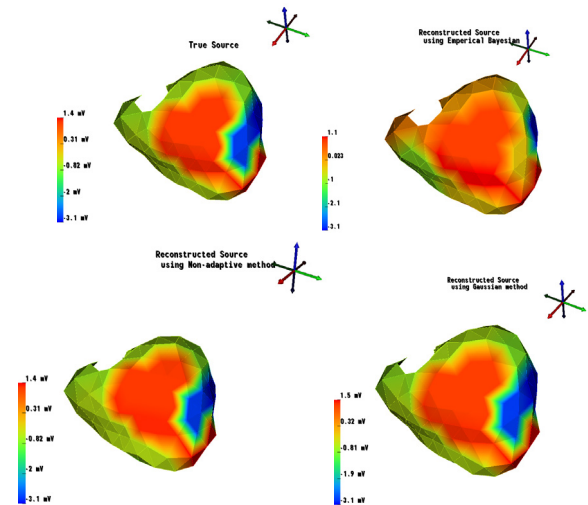 True Source
1.4 mV
0.31 mV
-0.82 mV
-2 mV
-3.1 mV
Reconstructed Source
using Emperical Bayesian
1.1
0.023
-1
-2.1
-3.1
Reconstructed Source
using Non-adaptive method
1.4 mV
0.31 mV
-0.82 mV
-2 mV
-3.1 mV
Reconstructed Source
using Gaussian method
1.5 mV
0.32 mV
-0.81 mV
-1.9 mV
-3.1 mV